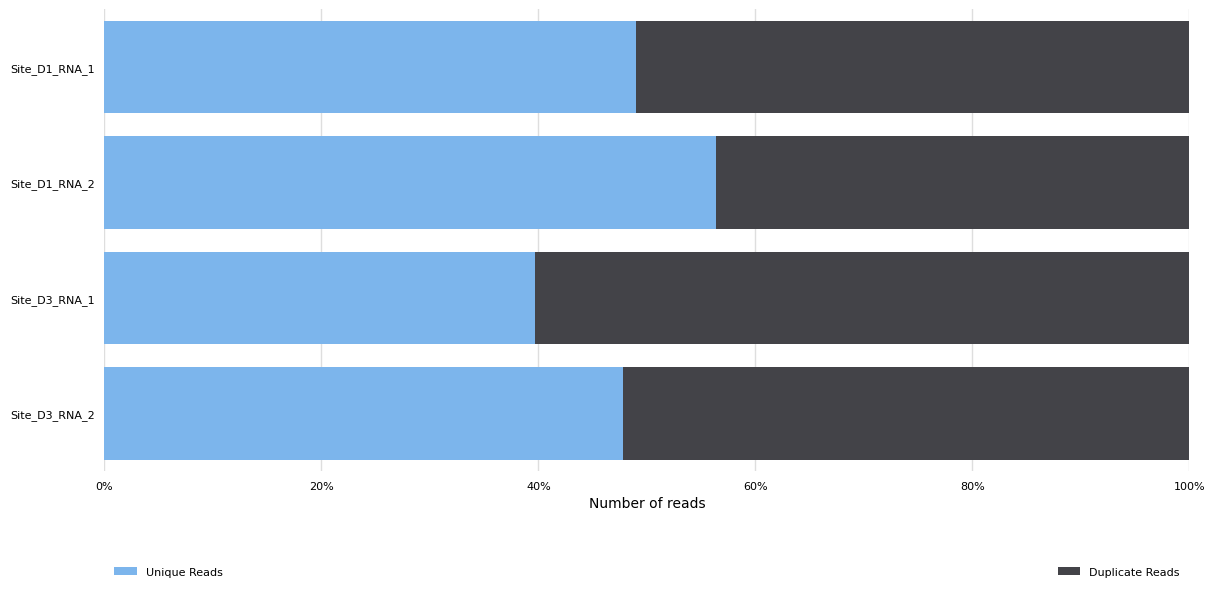 Site_D1_RNA_1
Site_D1_RNA_2
Site_D3_RNA_1
Site_D3_RNA_2
0% 20% 40% 60% 80% 100%
Number of reads
Unique Reads Duplicate Reads